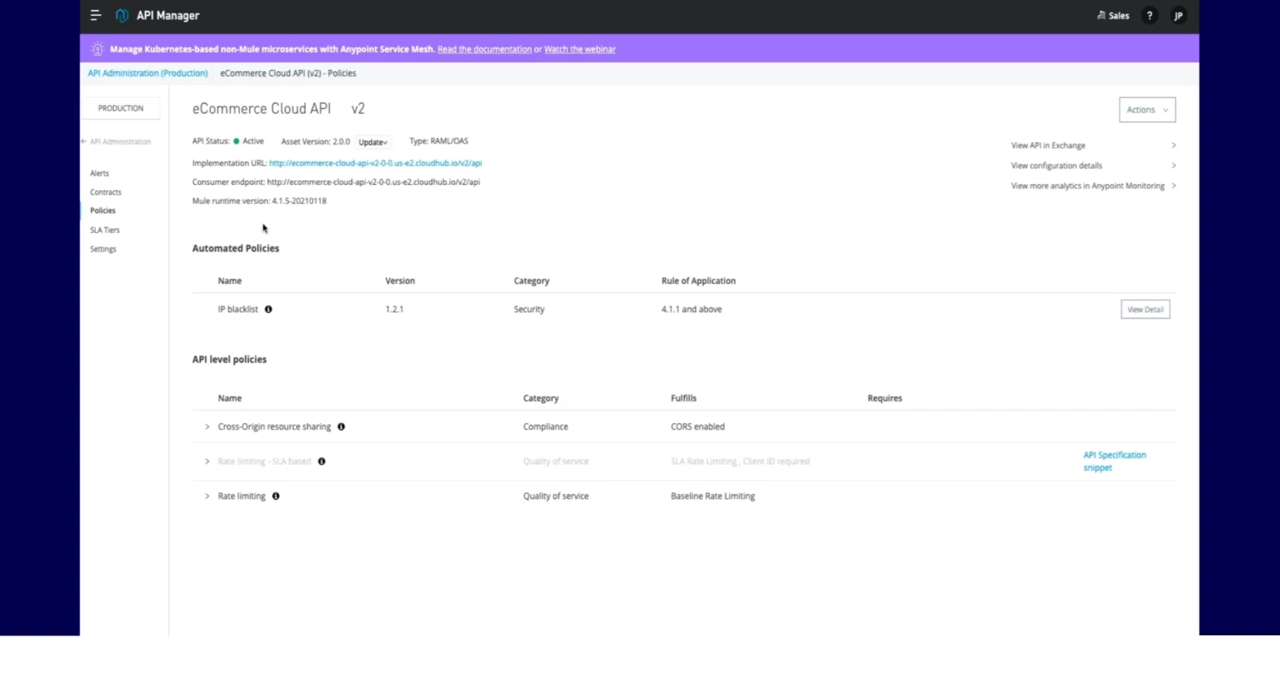 API Manager
Sales ? JP
Manage Kubernetes-based non-Mule microservices with Anypoint Service Mesh. Read the documentation or Watch the webinar
API Administration (Production) eCommerce Cloud API (v2) - Policies
PRODUCTION
API Administration
Alerts
Contracts
Policies
SLA Tiers
Settings
eCommerce Cloud API v2
Actions
API Status: Active Asset Version: 2.0.0 Update Type: RAML/OAS
Implementation URL: http://ecommerce-cloud-api-v2-0-0.us-e2.cloudhub.io/v2/api
Consumer endpoint: http://ecommerce-cloud-api-v2-0-0.us-e2.cloudhub.io/v2/api
Mule runtime version: 4.1.5-20210118
View API in Exchange >
View configuration details >
View more analytics in Anypoint Monitoring >
Automated Policies
Name Version Category Rule of Application
IP blacklist 1.2.1 Security 4.1.1 and above View Detail
API level policies
Name Category Fulfills Requires
> Cross-Origin resource sharing Compliance CORS enabled
> Rate limiting - SLA based Quality of service SLA Rate Limiting , Client ID required API Specification
snippet
> Rate limiting Quality of service Baseline Rate Limiting